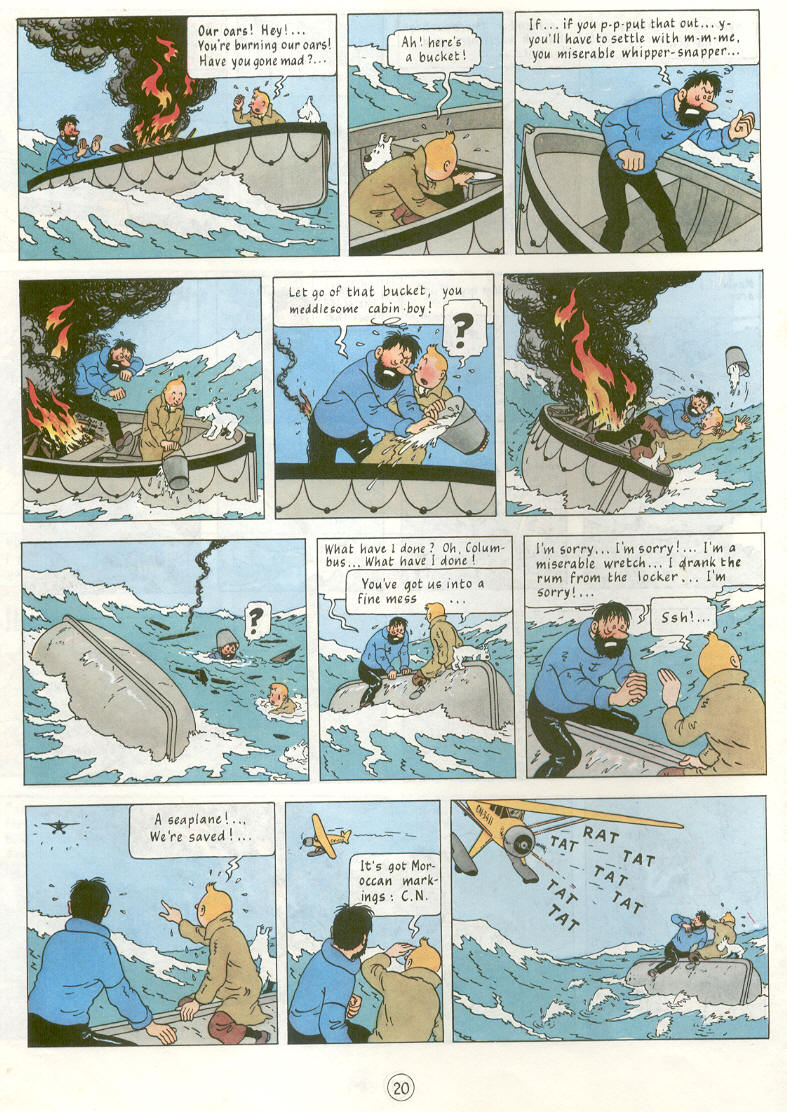 Our oars! Hey!...
You're burning our oars!
Have you gone mad?...
Ah! here's
a bucket!
If... if you p-p-put that out... y-
you'll have to settle with m-m-me,
you miserable whipper-snapper...
Let go of that bucket, you
meddlesome cabin-boy!
?
?
What have I done? Oh, Colum-
bus... What have I done!
You've got us into a
fine mess ...
I'm sorry... I'm sorry!... I'm a
miserable wretch... I drank the
rum from the locker... I'm
sorry!...
Ssh!...
A seaplane!...
We're saved!...
It's got Mor-
occan mark-
ings: C.N.
CN-3411
RAT
TAT
TAT
TAT
TAT
TAT
TAT
20